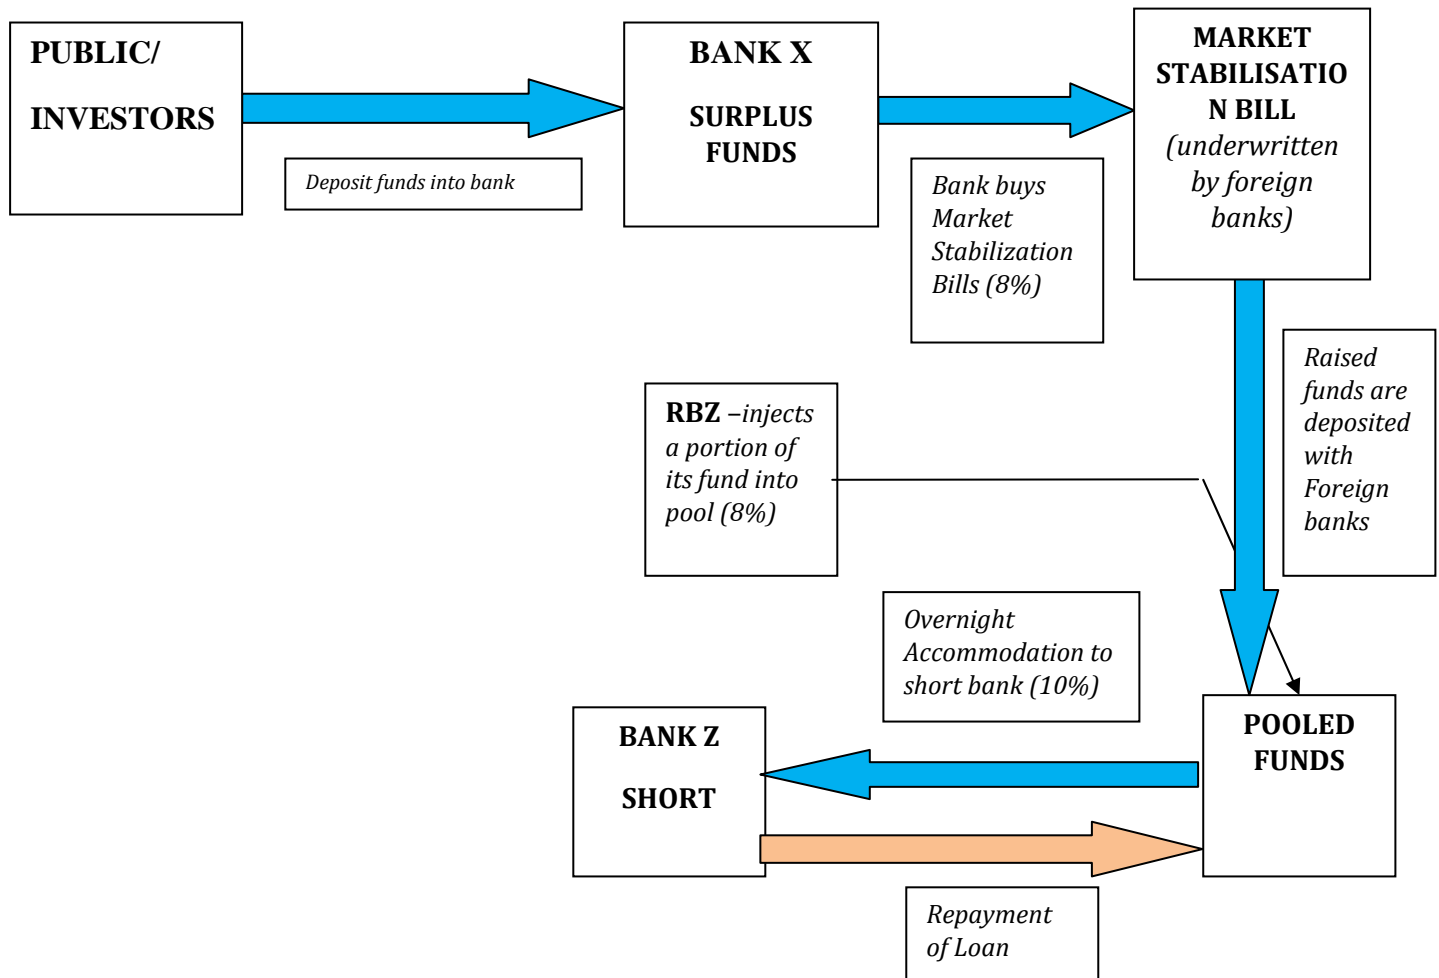 PUBLIC/
INVESTORS
Deposit funds into bank
BANK X
SURPLUS
FUNDS
Bank buys
Market
Stabilization
Bills (8%)
MARKET
STABILISATIO
N BILL
(underwritten
by foreign
banks)
Raised
funds are
deposited
with
Foreign
banks
RBZ –injects
a portion of
its fund into
pool (8%)
Overnight
Accommodation to
short bank (10%)
BANK Z
SHORT
POOLED
FUNDS
Repayment
of Loan